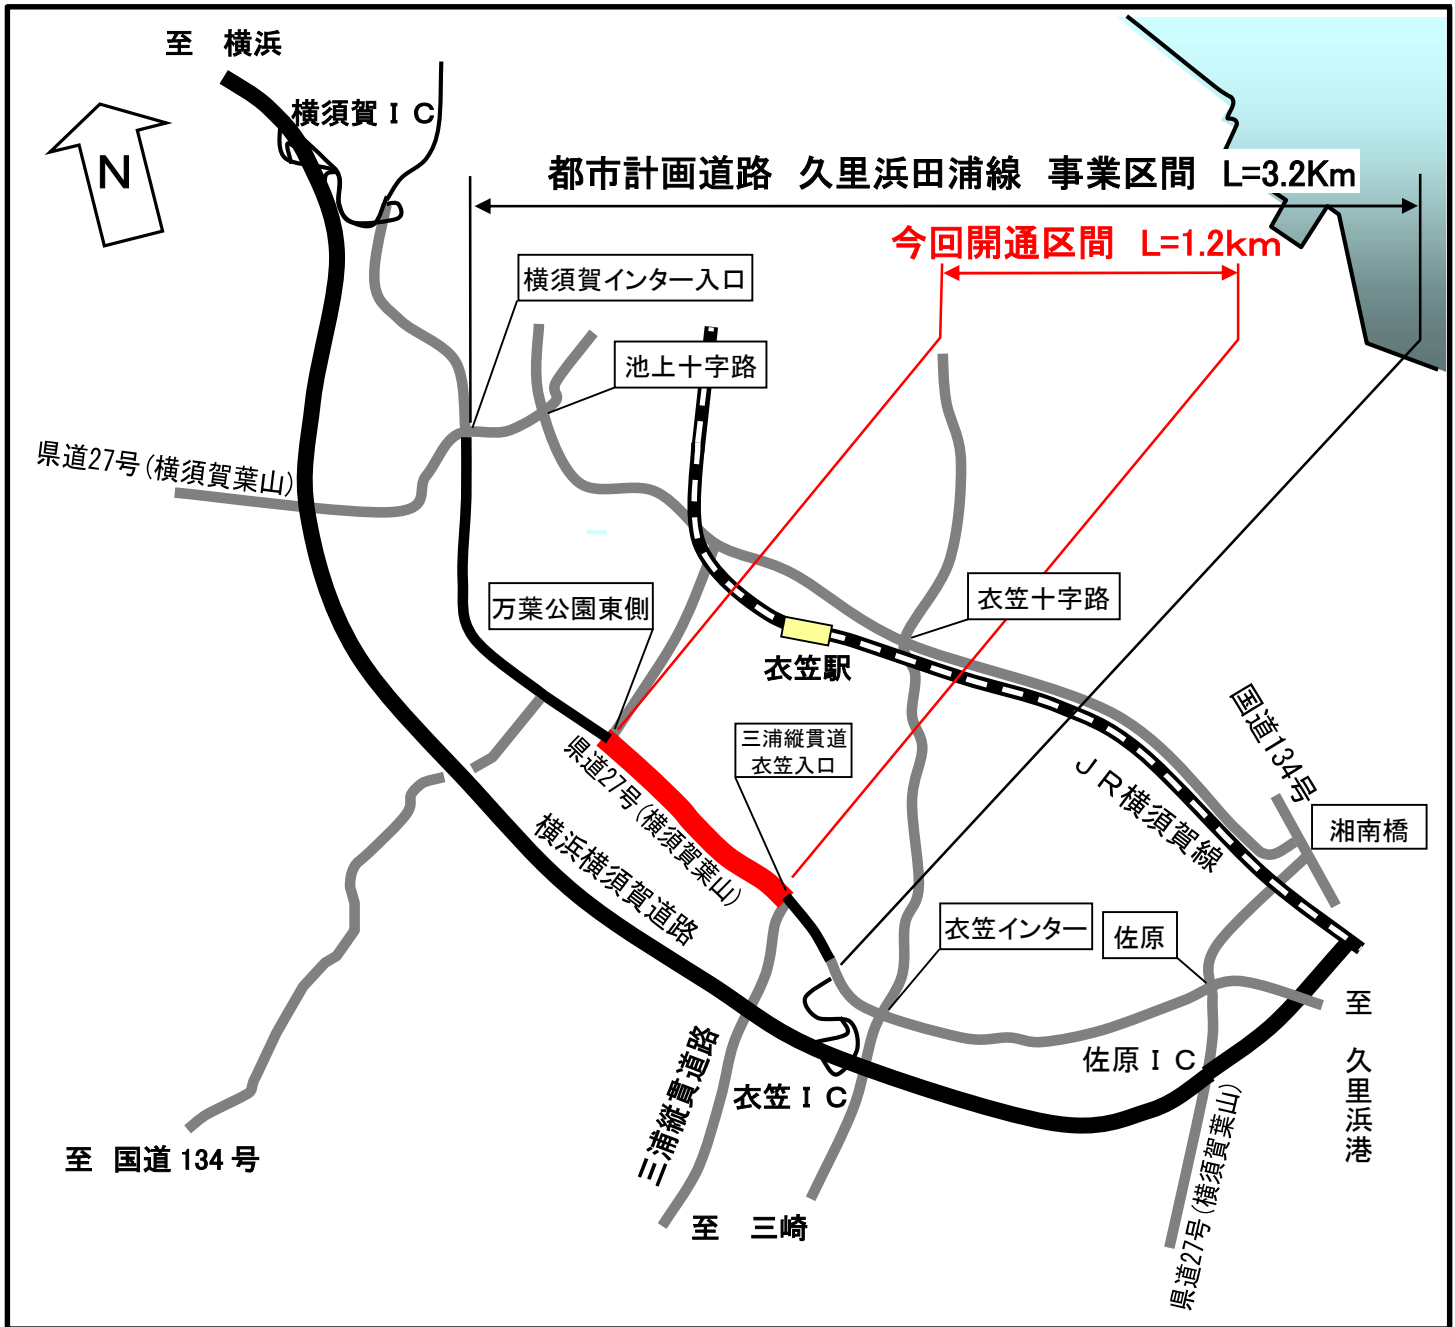 至 横浜
横須賀ＩＣ
N
都市計画道路 久里浜田浦線 事業区間 L=3.2Km
今回開通区間 L=1.2km
横須賀インター入口
池上十字路
県道27号(横須賀葉山)
万葉公園東側
衣笠十字路
衣笠駅
国道134号
三浦縦貫道
衣笠入口
県道27号(横須賀葉山)
ＪＲ横須賀線
湘南橋
横浜横須賀道路
衣笠インター
佐原
至 久里浜港
佐原ＩＣ
三浦縦貫道路
衣笠ＩＣ
県道27号(横須賀葉山)
至 国道134号
至 三崎